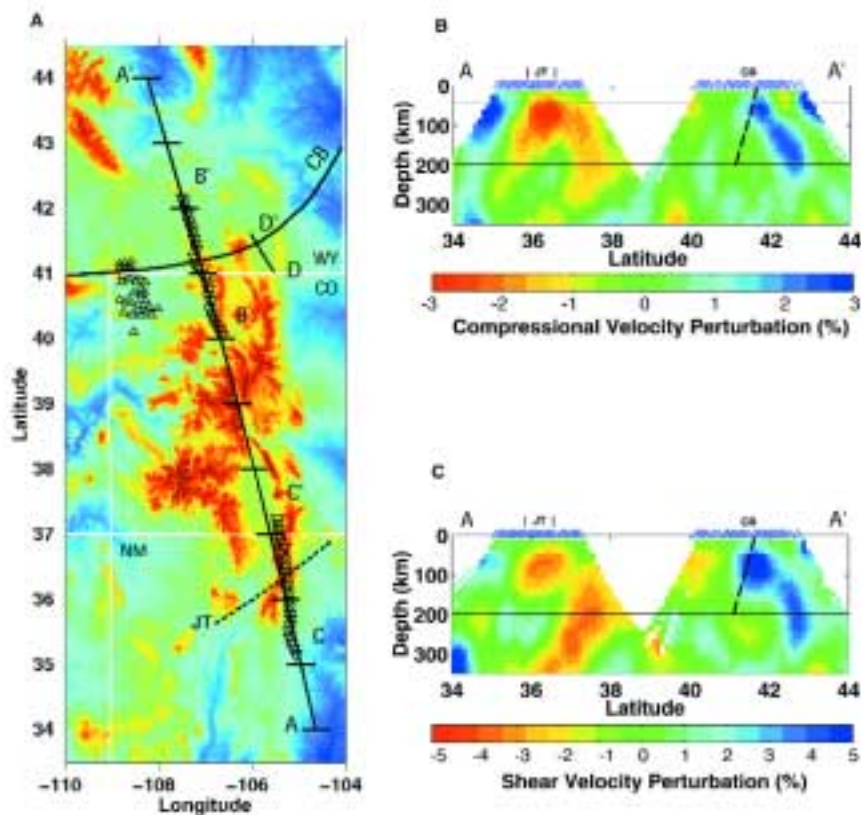 A
44
43
42
41
40
39
38
37
36
35
34
Latitude
-110
-108
-106
-104
Longitude
A'
B'
CB
D'
WY
D
CO
B
C'
NM
JT
C
A
B
A
| JT |
CB
A'
0
100
200
300
Depth (km)
34 36 38 40 42 44
Latitude
-3 -2 -1 0 1 2 3
Compressional Velocity Perturbation (%)
C
A
| JT |
CB
A'
0
100
200
300
Depth (km)
34 36 38 40 42 44
Latitude
-5 -4 -3 -2 -1 0 1 2 3 4 5
Shear Velocity Perturbation (%)